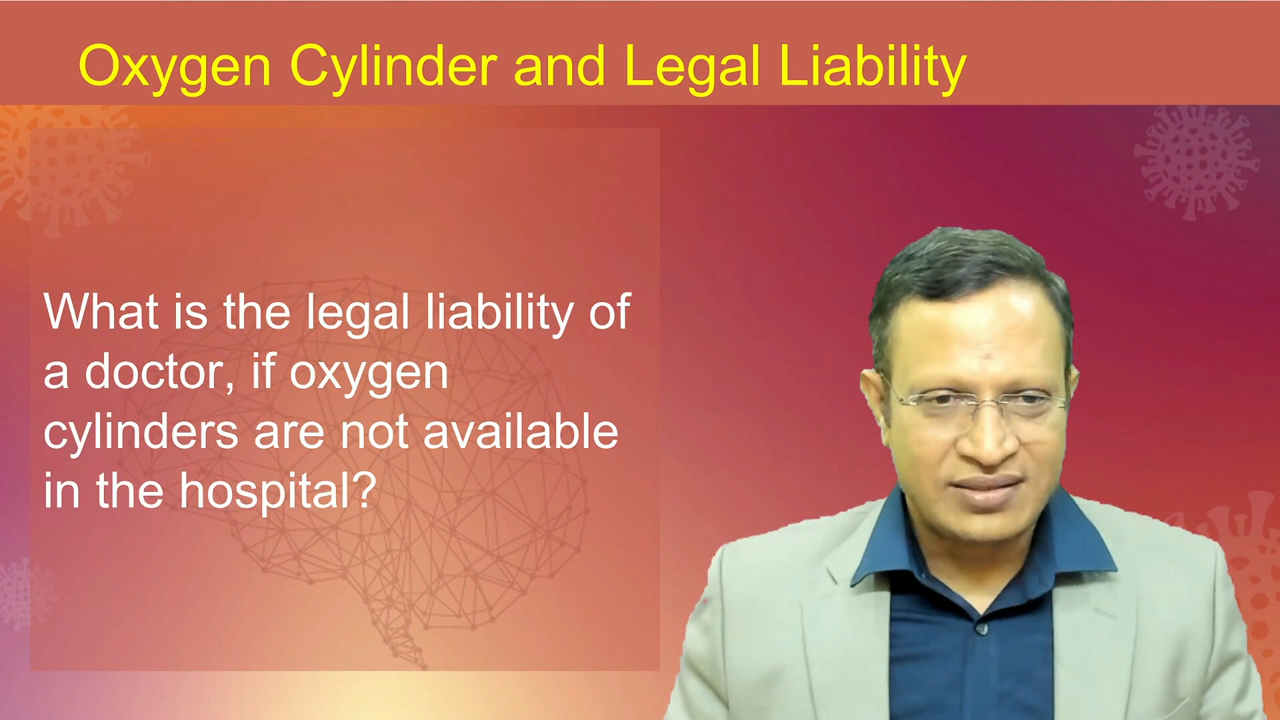 Oxygen Cylinder and Legal Liability
What is the legal liability of
a doctor, if oxygen
cylinders are not available
in the hospital?